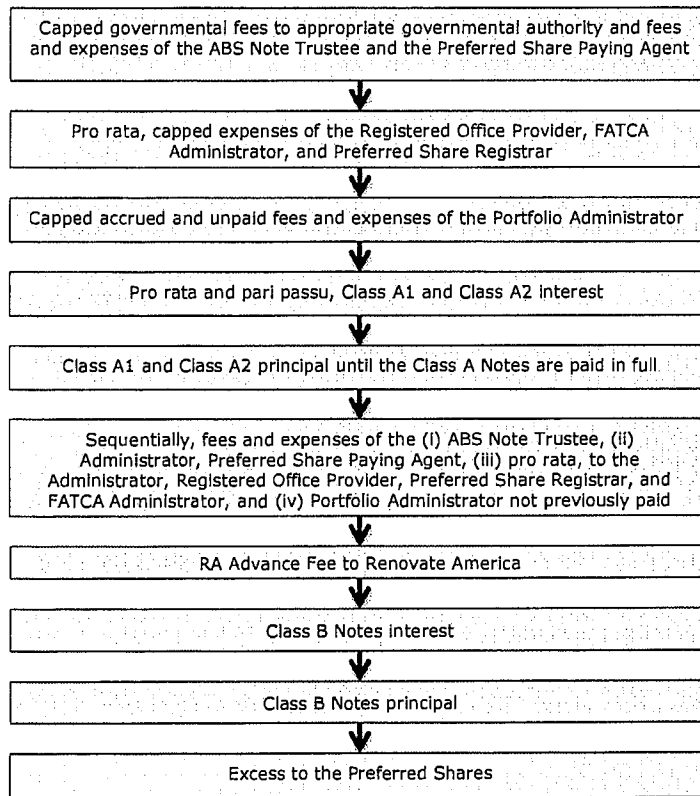 Capped governmental fees to appropriate governmental authority and fees
and expenses of the ABS Note Trustee and the Preferred Share Paying Agent
Pro rata, capped expenses of the Registered Office Provider, FATCA
Administrator, and Preferred Share Registrar
Capped accrued and unpaid fees and expenses of the Portfolio Administrator
Pro rata and pari passu, Class A1 and Class A2 interest
Class A1 and Class A2 principal until the Class A Notes are paid in full
Sequentially, fees and expenses of the (i) ABS Note Trustee, (ii)
Administrator, Preferred Share Paying Agent, (iii) pro rata, to the
Administrator, Registered Office Provider, Preferred Share Registrar, and
FATCA Administrator, and (iv) Portfolio Administrator not previously paid
RA Advance Fee to Renovate America
Class B Notes interest
Class B Notes principal
Excess to the Preferred Shares